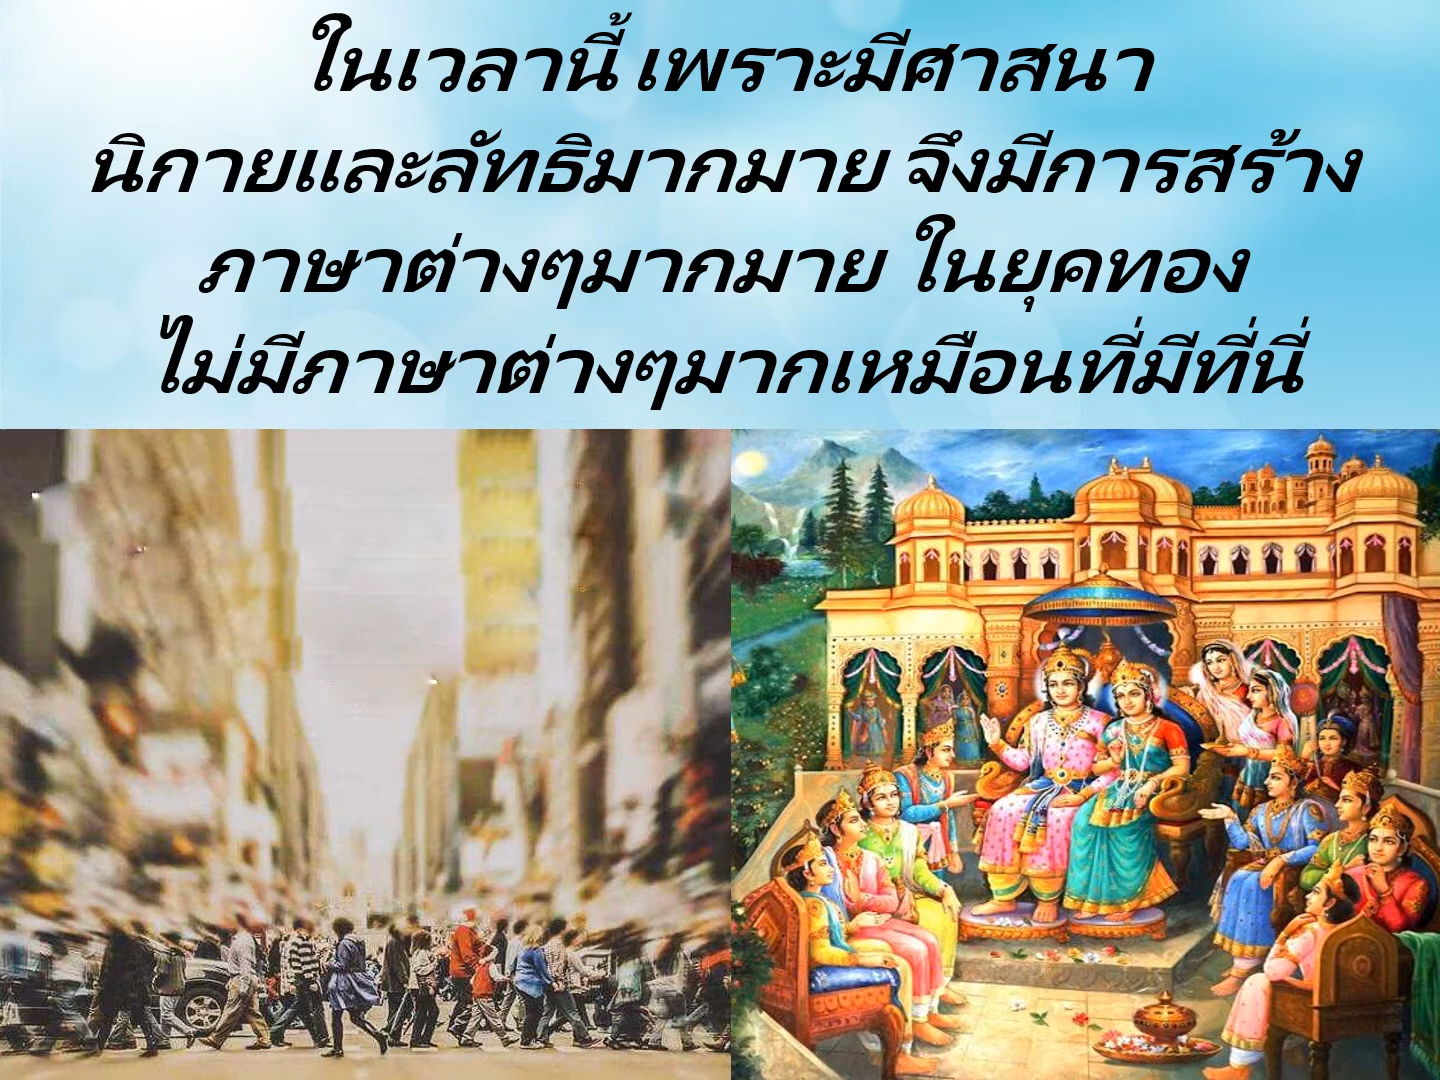 ในเวลานี้ เพราะมีศาสนา
นิกายและลัทธิมากมาย จึงมีการสร้าง
ภาษาต่างๆมากมาย ในยุคทอง
ไม่มีภาษาต่างๆมากเหมือนที่มีที่นี่